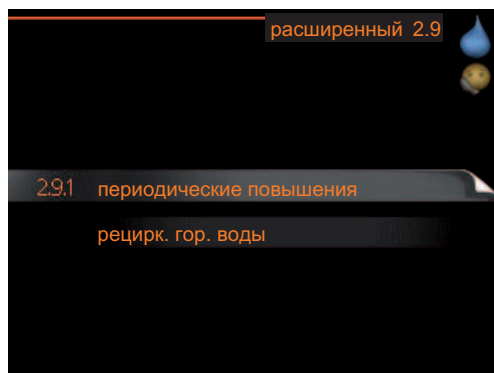 расширенный 2.9
2.9.1 периодические повышения
рецирк. гор. воды